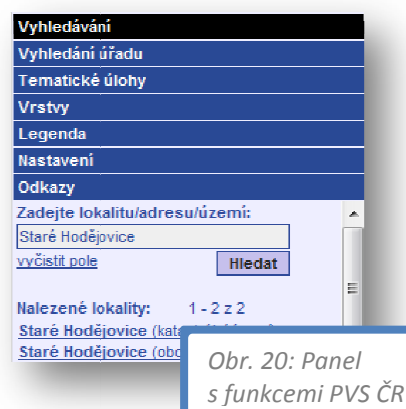 Vyhledávání
Vyhledání úřadu
Tematické úlohy
Vrstvy
Legenda
Nastavení
Odkazy
Zadejte lokalitu/adresu/území:
Staré Hodějovice
vyčistit pole Hledat
Nalezené lokality: 1 - 2 z 2
Staré Hodějovice
Staré Hodějovice
Obr. 20: Panel
s funkcemi PVS ČR